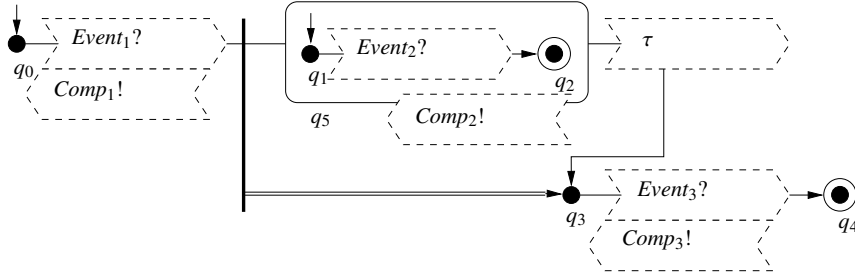 Event₁?
Event₂?
τ
q₀
q₁
q₂
Comp₁!
Comp₂!
q₅
Event₃?
q₃
q₄
Comp₃!